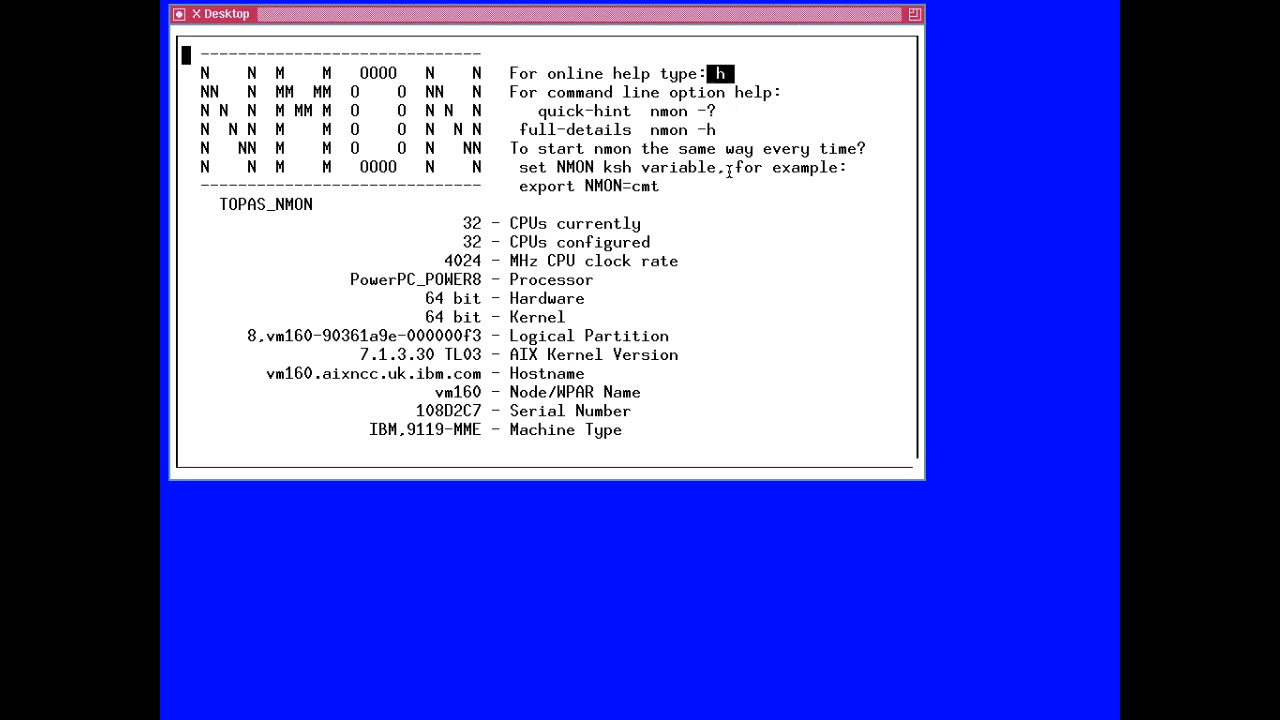 X Desktop
------------------------------
N    N  M    M   OOOO   N    N   For online help type: h
NN   N  MM  MM  O    O  NN   N   For command line option help:
N N  N  M MM M  O    O  N N  N      quick-hint  nmon -?
N  N N  M    M  O    O  N  N N    full-details  nmon -h
N   NN  M    M  O    O  N   NN   To start nmon the same way every time?
N    N  M    M   OOOO   N    N    set NMON ksh variable, for example:
------------------------------    export NMON=cmt
TOPAS_NMON
32 - CPUs currently
32 - CPUs configured
4024 - MHz CPU clock rate
PowerPC_POWER8 - Processor
64 bit - Hardware
64 bit - Kernel
8,vm160-90361a9e-000000f3 - Logical Partition
7.1.3.30 TL03 - AIX Kernel Version
vm160.aixncc.uk.ibm.com - Hostname
vm160 - Node/WPAR Name
108D2C7 - Serial Number
IBM,9119-MME - Machine Type